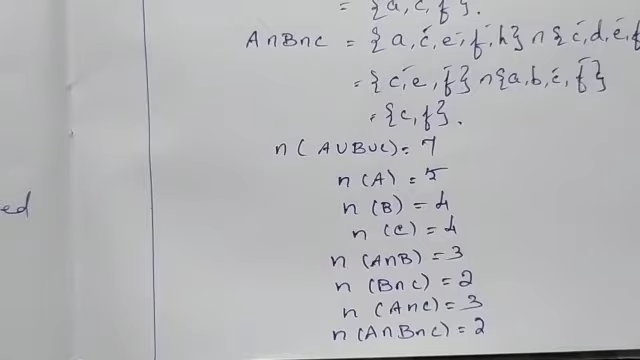 = {a, c, f}.
A∩B∩C = {a, c, e, f, h} ∩ {c, d, e, f
= {c, e, f} ∩ {a, b, c, f}
= {c, f}.
n(A∪B∪C) = 7
n(A) = 5
ed
n(B) = 4
n(C) = 4
n(A∩B) = 3
n(B∩C) = 2
n(A∩C) = 3
n(A∩B∩C) = 2